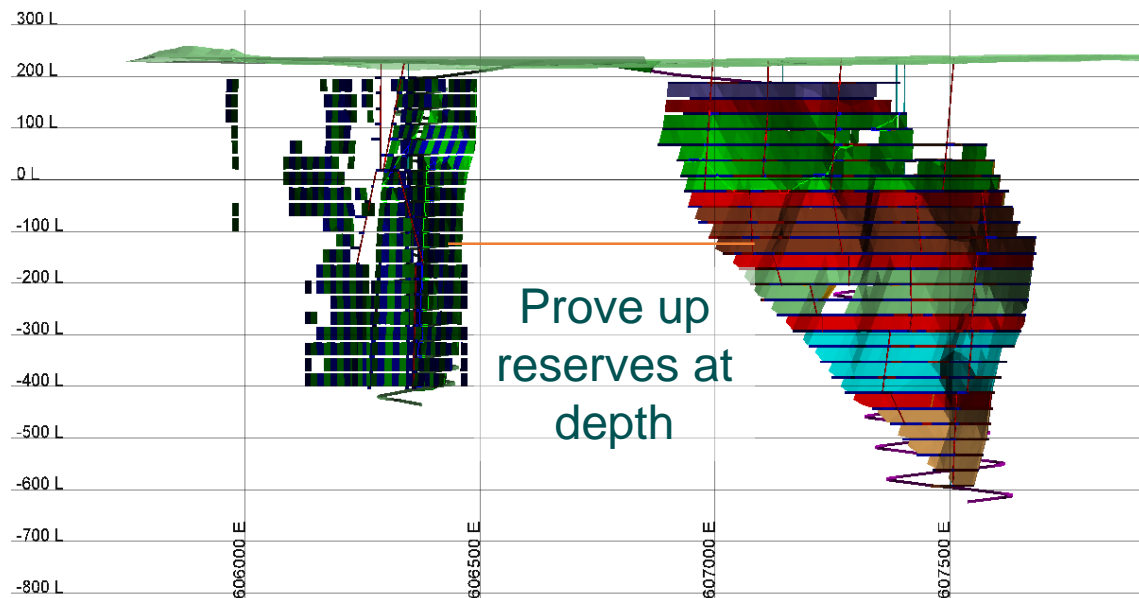 300 L
200 L
100 L
0 L
-100 L
-200 L
-300 L
-400 L
-500 L
-600 L
-700 L
-800 L
Prove up
reserves at
depth
606000 E
606500 E
607000 E
607500 E